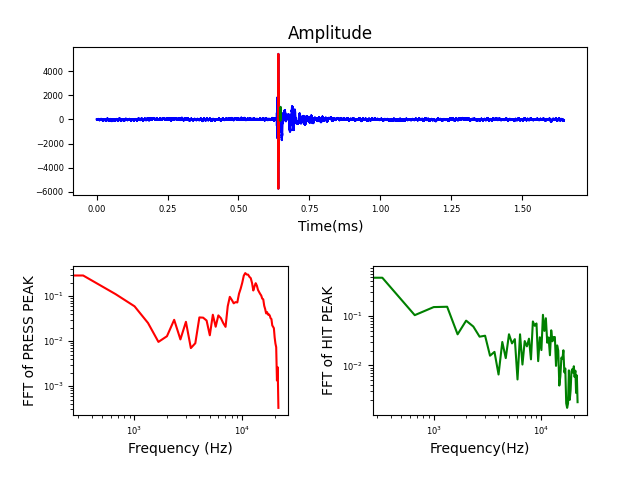 Amplitude
4000
2000
0
−2000
−4000
−6000
0.00 0.25 0.50 0.75 1.00 1.25 1.50
Time(ms)
FFT of PRESS PEAK
10⁻¹
10⁻²
10⁻³
10³ 10⁴
Frequency (Hz)
FFT of HIT PEAK
10⁻¹
10⁻²
10³ 10⁴
Frequency(Hz)